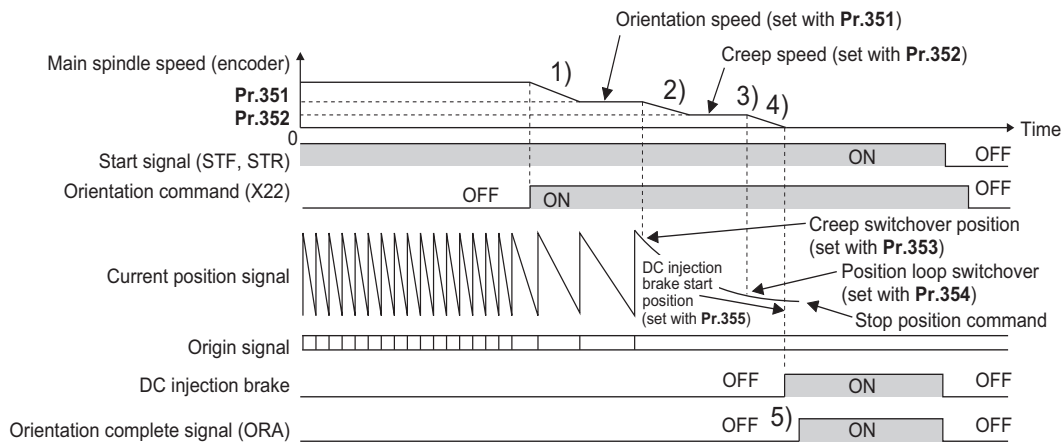 Orientation speed (set with Pr.351)
Main spindle speed (encoder)
Creep speed (set with Pr.352)
1)
2)
3)
4)
Pr.351
Pr.352
0
Time
Start signal (STF, STR)
ON
OFF
Orientation command (X22)
OFF
ON
OFF
Creep switchover position
(set with Pr.353)
Current position signal
DC injection
brake start
position
(set with Pr.355)
Position loop switchover
(set with Pr.354)
Stop position command
Origin signal
DC injection brake
OFF
ON
OFF
Orientation complete signal (ORA)
OFF
5)
ON
OFF